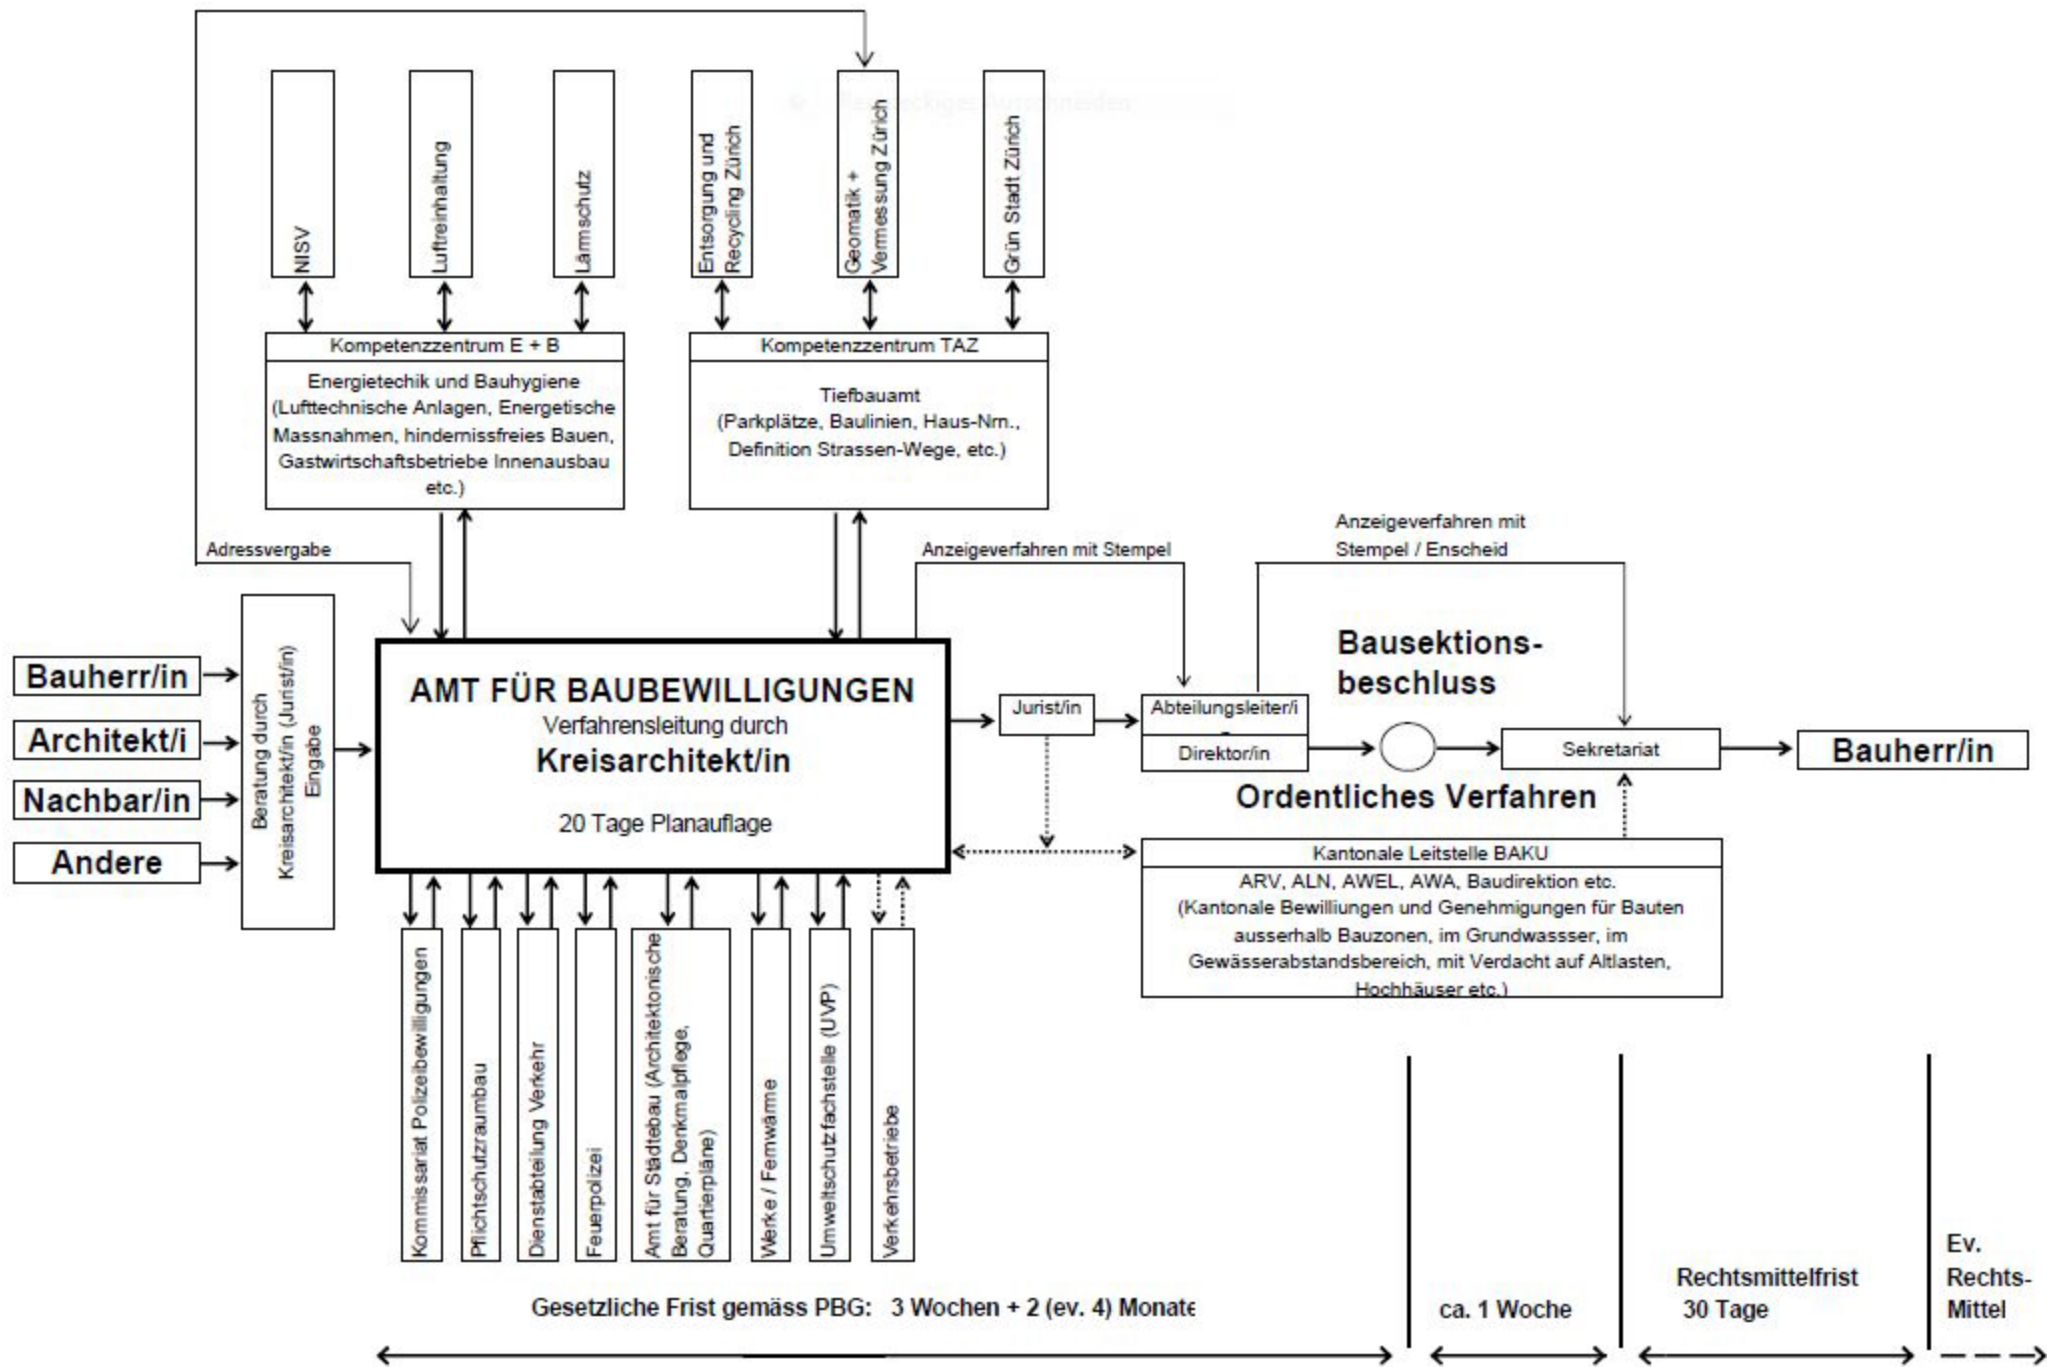 NISV
Luftreinhaltung
Lärmschutz
Entsorgung und
Recycling Zürich
Geomatik +
Vermessung Zürich
Grün Stadt Zürich
Kompetenzzentrum E + B
Energietechik und Bauhygiene
(Lufttechnische Anlagen, Energetische
Massnahmen, hindernissfreies Bauen,
Gastwirtschaftsbetriebe Innenausbau
etc.)
Kompetenzzentrum TAZ
Tiefbauamt
(Parkplätze, Baulinien, Haus-Nrn.,
Definition Strassen-Wege, etc.)
Adressvergabe
Anzeigeverfahren mit Stempel
Anzeigeverfahren mit
Stempel / Enscheid
Bauherr/in
Architekt/i
Nachbar/in
Andere
Beratung durch
Kreisarchitekt/in (Jurist/in)
Eingabe
AMT FÜR BAUBEWILLIGUNGEN
Verfahrensleitung durch
Kreisarchitekt/in
20 Tage Planauflage
Jurist/in
Abteilungsleiter/i
Direktor/in
Bausektions-
beschluss
Sekretariat
Bauherr/in
Ordentliches Verfahren
Kantonale Leitstelle BAKU
ARV, ALN, AWEL, AWA, Baudirektion etc.
(Kantonale Bewilliungen und Genehmigungen für Bauten
ausserhalb Bauzonen, im Grundwassser, im
Gewässerabstandsbereich, mit Verdacht auf Altlasten,
Hochhäuser etc.)
Kommissariat Polizeibewilligungen
Pflichtschutzraumbau
Dienstabteilung Verkehr
Feuerpolizei
Amt für Städtebau (Architektonische
Beratung, Denkmalpflege,
Quartierpläne)
Werke / Fernwärme
Umweltschutzfachstelle (UVP)
Verkehrsbetriebe
Gesetzliche Frist gemäss PBG: 3 Wochen + 2 (ev. 4) Monate
ca. 1 Woche
Rechtsmittelfrist
30 Tage
Ev.
Rechts-
Mittel